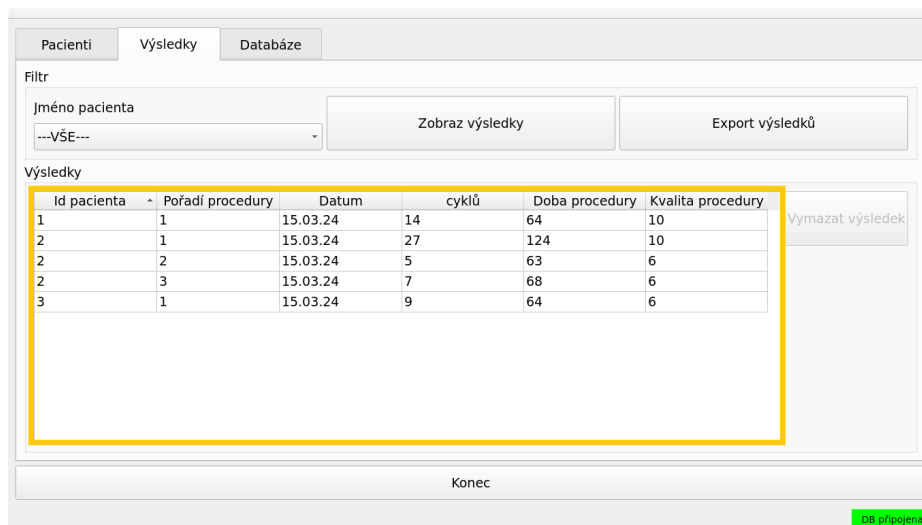 Pacienti Výsledky Databáze
Filtr
Jméno pacienta
---VŠE---
Zobraz výsledky
Export výsledků
Výsledky
Id pacienta Pořadí procedury Datum cyklů Doba procedury Kvalita procedury
1 1 15.03.24 14 64 10
2 1 15.03.24 27 124 10
2 2 15.03.24 5 63 6
2 3 15.03.24 7 68 6
3 1 15.03.24 9 64 6
Vymazat výsledek
Konec
DB připojena